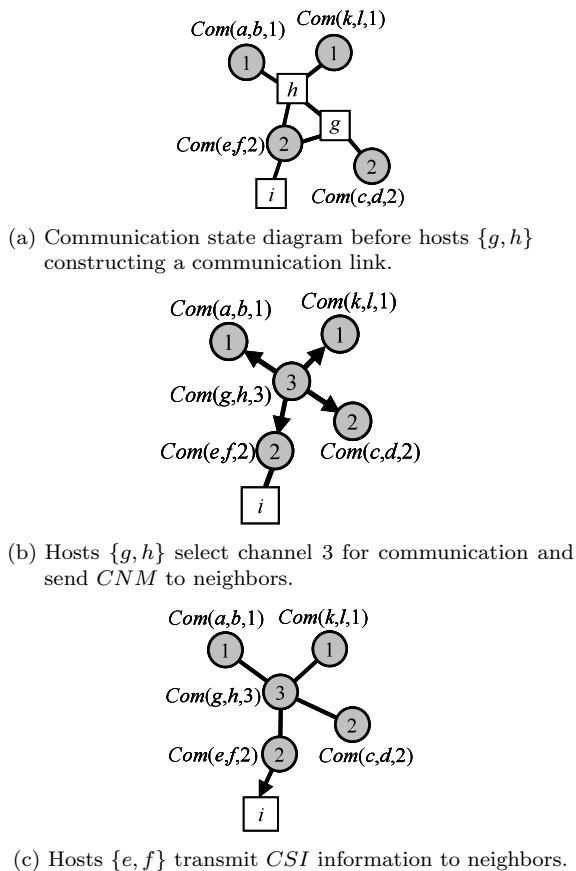 Com(a,b,1)
Com(k,l,1)
1
1
h
g
Com(e,f,2)
2
2
i
Com(c,d,2)
(a) Communication state diagram before hosts {g, h}
constructing a communication link.
Com(a,b,1)
Com(k,l,1)
1
1
3
Com(g,h,3)
2
Com(e,f,2)
2
Com(c,d,2)
i
(b) Hosts {g, h} select channel 3 for communication and
send CNM to neighbors.
Com(a,b,1)
Com(k,l,1)
1
1
Com(g,h,3)
3
2
Com(e,f,2)
2
Com(c,d,2)
i
(c) Hosts {e, f} transmit CSI information to neighbors.